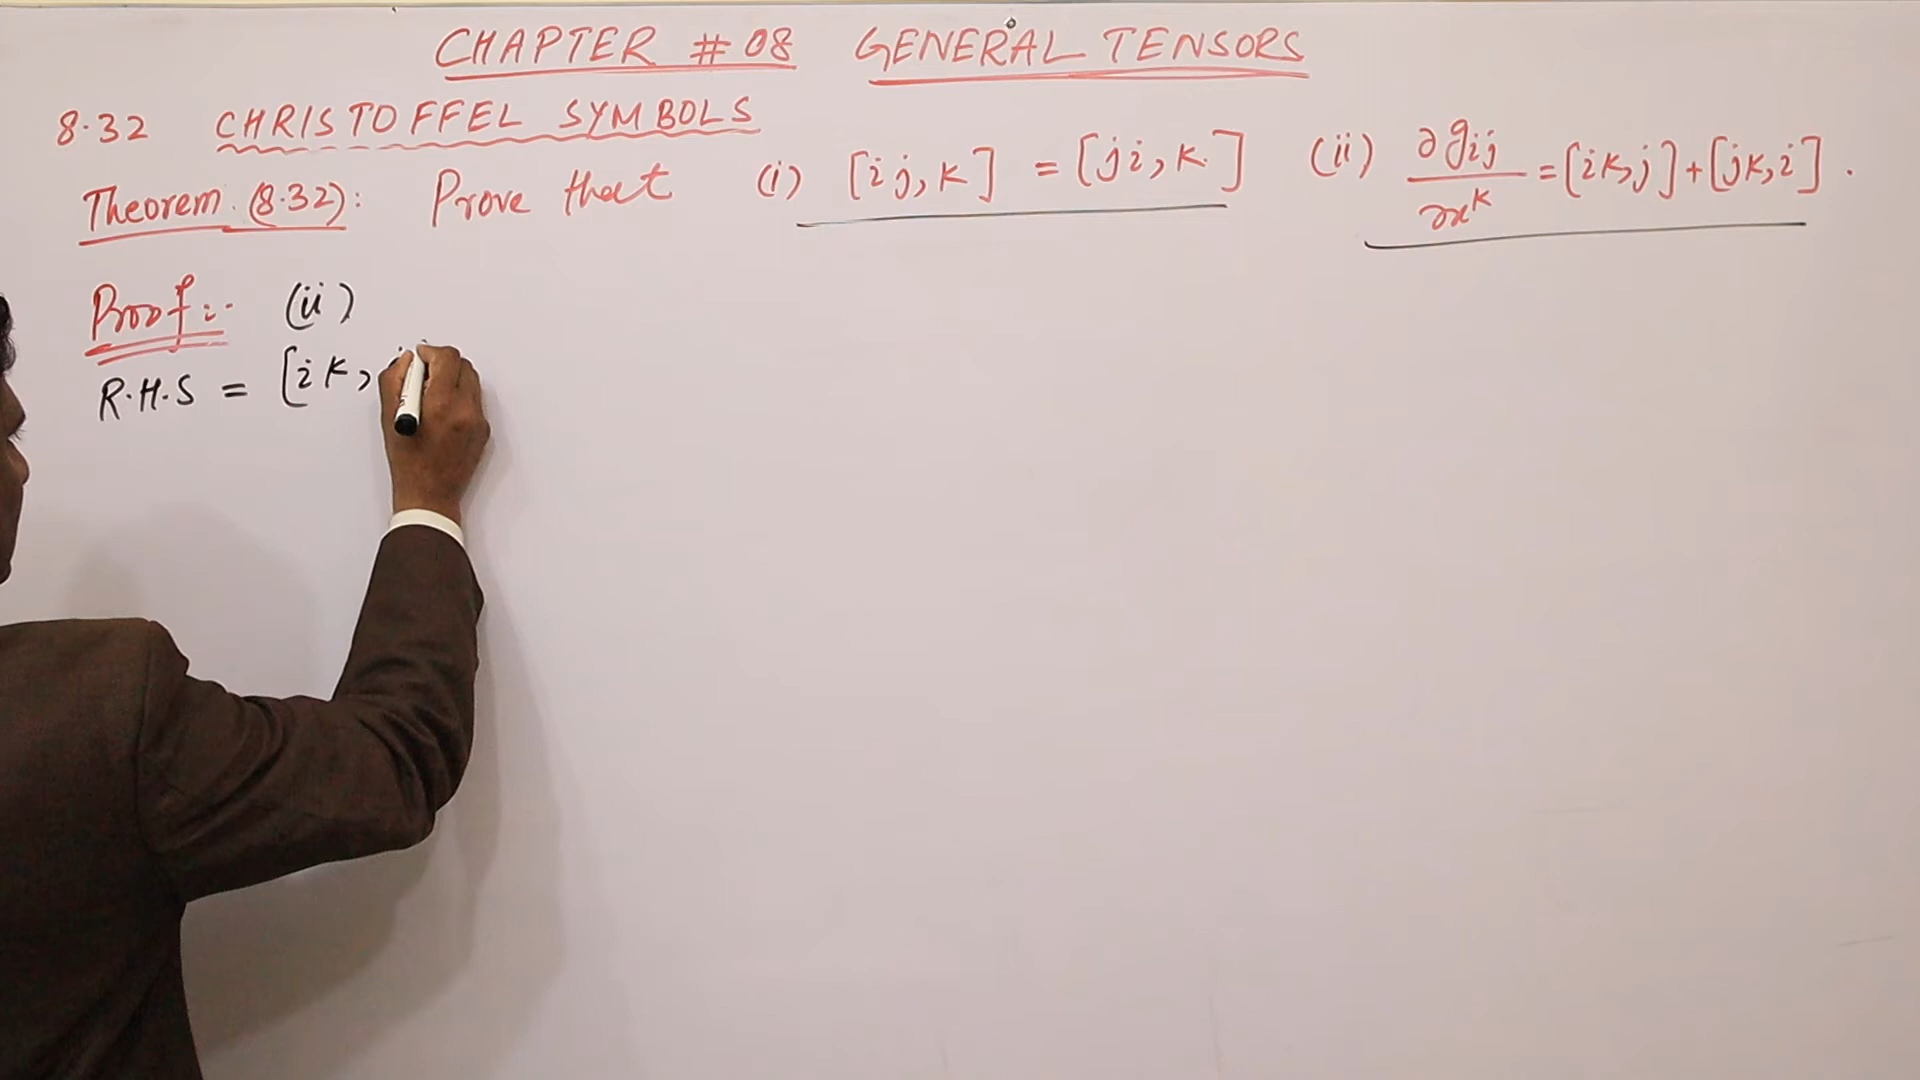 CHAPTER # 08 GENERAL TENSORS
8.32 CHRISTOFFEL SYMBOLS
Theorem (8.32): Prove that (i) [ij,k] = [ji,k] (ii) ∂gij/∂x^k = [ik,j]+[jk,i].
Proof:- (ii)
R.H.S = [ik,